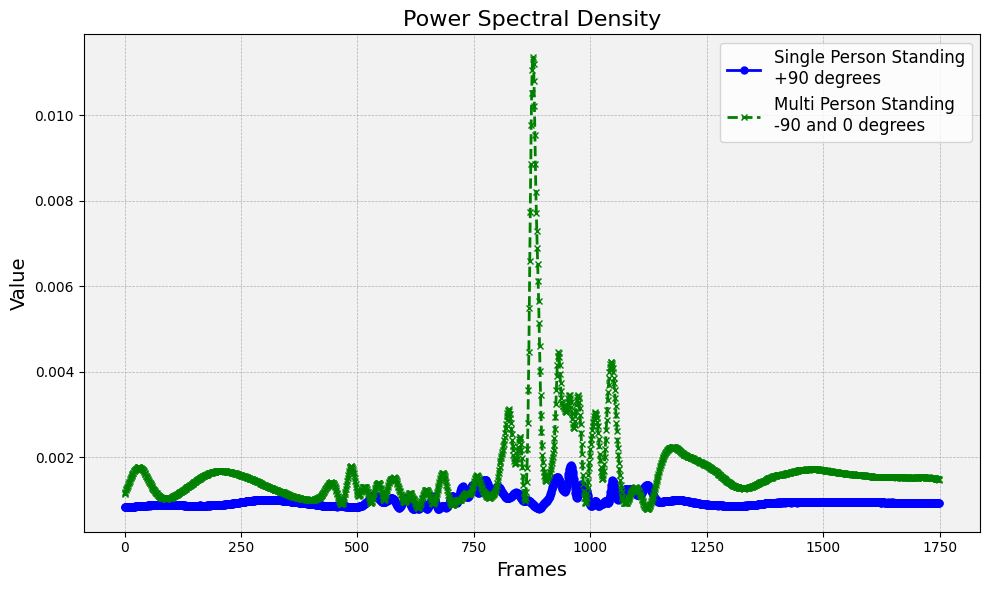 Power Spectral Density
Single Person Standing
+90 degrees
Multi Person Standing
-90 and 0 degrees
Value
0.010
0.008
0.006
0.004
0.002
0
250
500
750
1000
1250
1500
1750
Frames